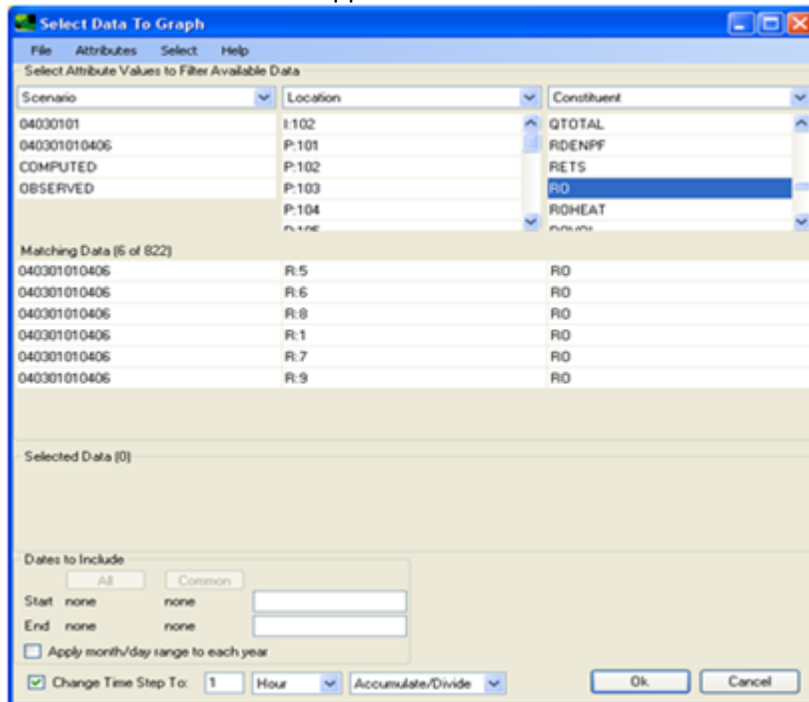 Select Data To Graph
File Attributes Select Help
Select Attribute Values to Filter Available Data
Scenario Location Constituent
04030101 I:102 QTOTAL
040301010406 P:101 RDENPF
COMPUTED P:102 RETS
OBSERVED P:103 RO
P:104 ROHEAT
Matching Data (6 of 822)
040301010406 R:5 RO
040301010406 R:6 RO
040301010406 R:8 RO
040301010406 R:1 RO
040301010406 R:7 RO
040301010406 R:9 RO
Selected Data (0)
Dates to Include
All Common
Start none none
End none none
Apply month/day range to each year
Change Time Step To: 1 Hour Accumulate/Divide Ok Cancel